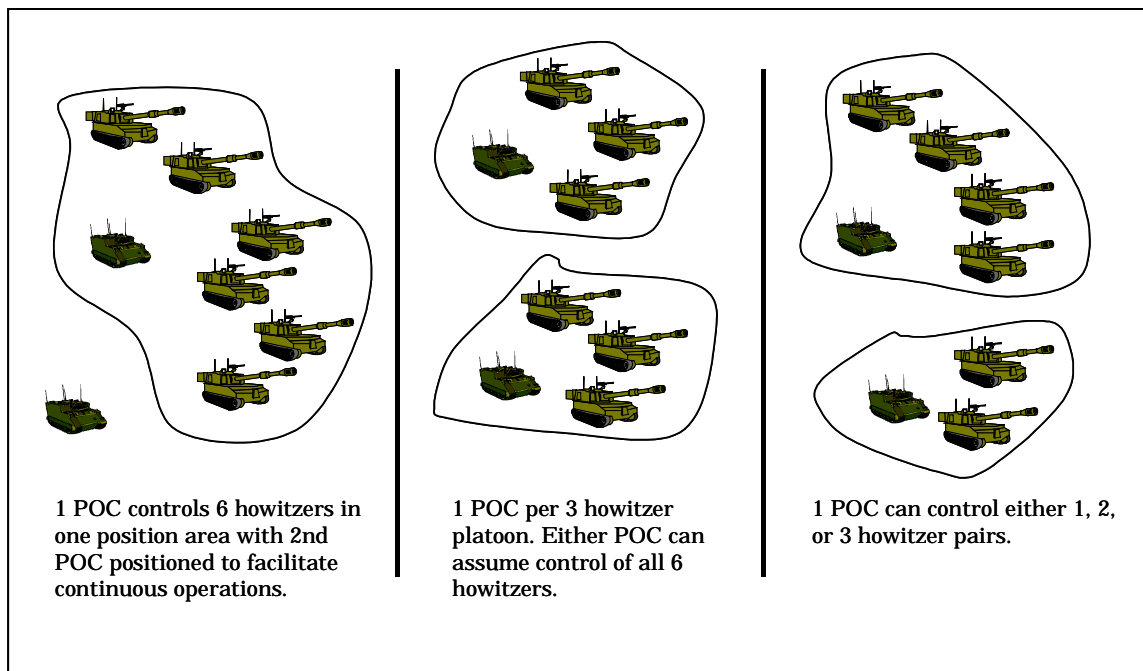 1 POC controls 6 howitzers in
one position area with 2nd
POC positioned to facilitate
continuous operations.
1 POC per 3 howitzer
platoon. Either POC can
assume control of all 6
howitzers.
1 POC can control either 1, 2,
or 3 howitzer pairs.